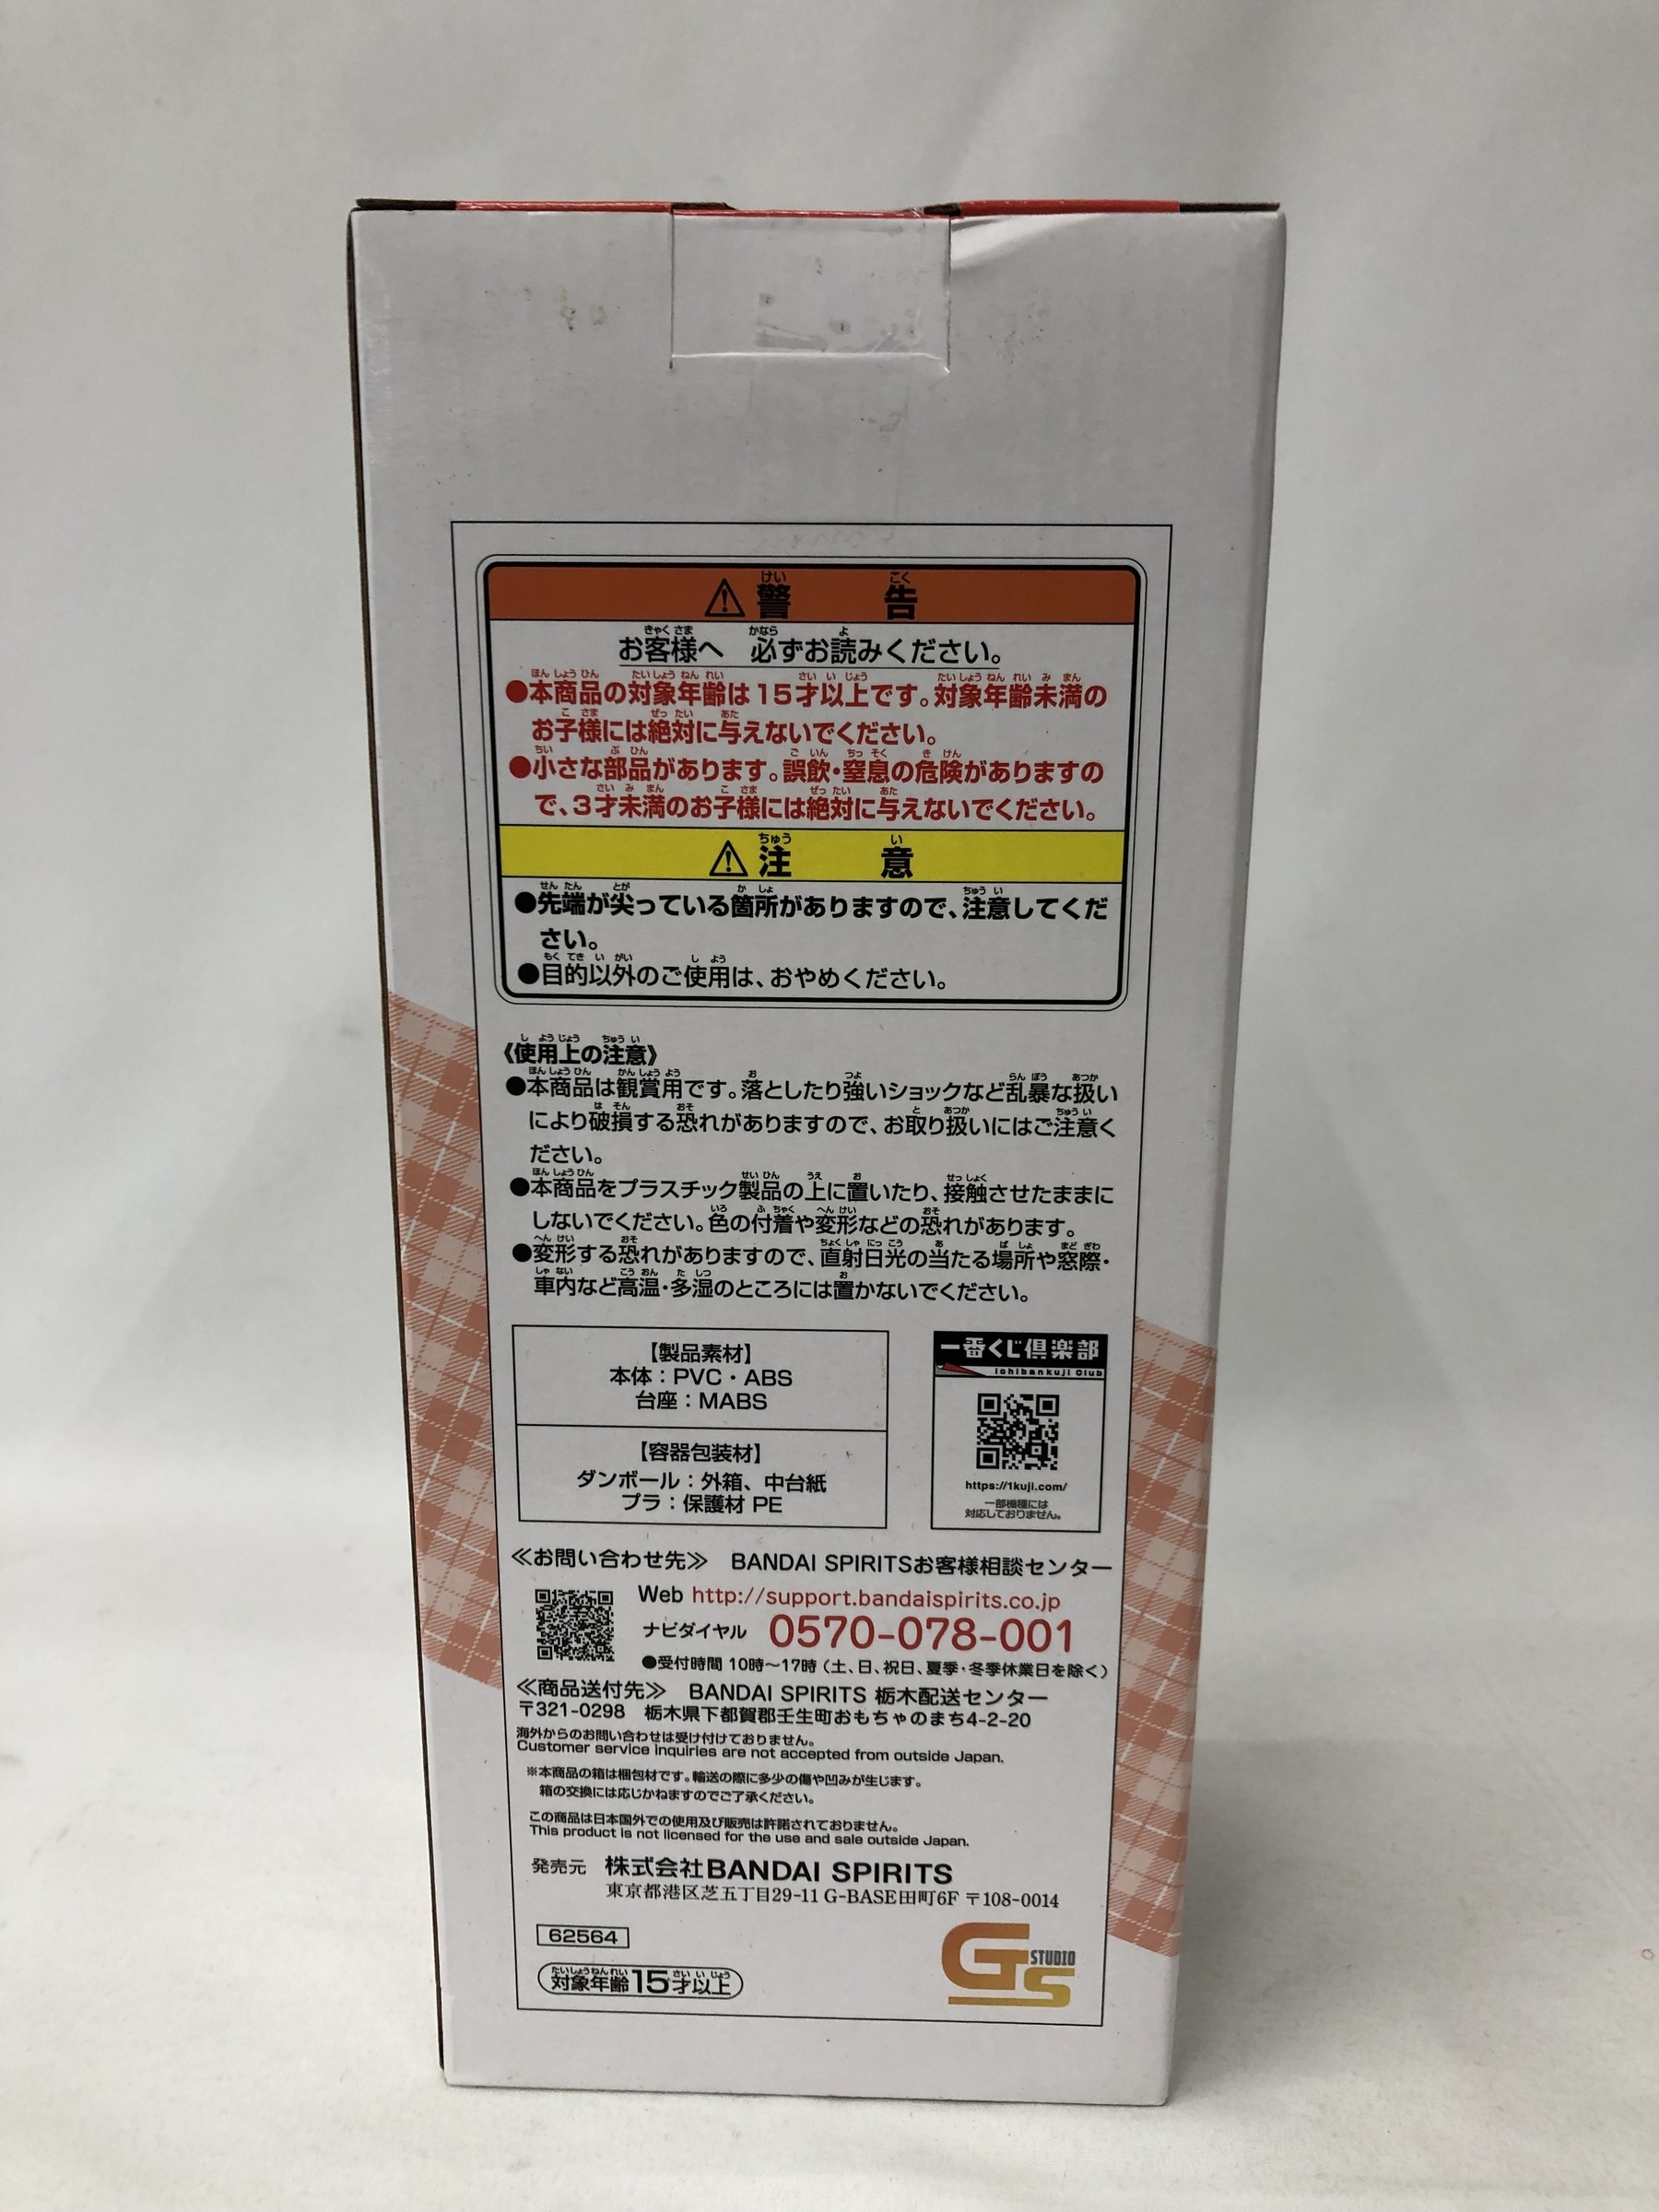 ⚠警告
お客様へ 必ずお読みください。
●本商品の対象年齢は15才以上です。対象年齢未満の
お子様には絶対に与えないでください。
●小さな部品があります。誤飲・窒息の危険がありますの
で、3才未満のお子様には絶対に与えないでください。
⚠注意
●先端が尖っている箇所がありますので、注意してくだ
さい。
●目的以外のご使用は、おやめください。
《使用上の注意》
●本商品は観賞用です。落としたり強いショックなど乱暴な扱い
により破損する恐れがありますので、お取り扱いにはご注意く
ださい。
●本商品をプラスチック製品の上に置いたり、接触させたままに
しないでください。色の付着や変形などの恐れがあります。
●変形する恐れがありますので、直射日光の当たる場所や窓際・
車内など高温・多湿のところには置かないでください。
【製品素材】
本体：PVC・ABS
台座：MABS
【容器包装材】
ダンボール：外箱、中台紙
プラ：保護材 PE
一番くじ倶楽部
ichibankuji Club
https://1kuji.com/
一部機種には
対応しておりません。
≪お問い合わせ先≫ BANDAI SPIRITSお客様相談センター
Web http://support.bandaispirits.co.jp
ナビダイヤル 0570-078-001
●受付時間 10時～17時（土、日、祝日、夏季・冬季休業日を除く）
≪商品送付先≫ BANDAI SPIRITS 栃木配送センター
〒321-0298 栃木県下都賀郡壬生町おもちゃのまち4-2-20
海外からのお問い合わせは受け付けておりません。
Customer service inquiries are not accepted from outside Japan.
※本商品の箱は梱包材です。輸送の際に多少の傷や凹みが生じます。
箱の交換には応じかねますのでご了承ください。
この商品は日本国外での使用及び販売は許諾されておりません。
This product is not licensed for the use and sale outside Japan.
発売元 株式会社BANDAI SPIRITS
東京都港区芝五丁目29-11 G-BASE田町6F 〒108-0014
62564
対象年齢15才以上
GS STUDIO